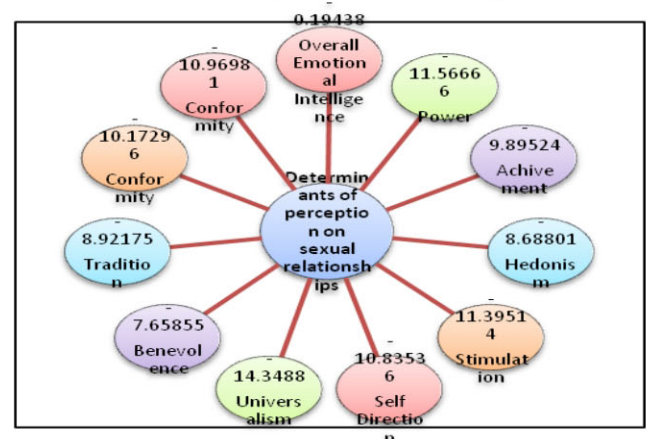 -
0.19438
Overall
Emotion
al
Intellige
nce
-
11.5666
6
Power
-
9.89524
Achive
ment
-
8.68801
Hedonis
m
-
11.3951
4
Stimulat
ion
-
10.8353
6
Self
Directio
n
-
14.3488
Univers
alism
-
7.65855
Benevol
ence
-
8.92175
Traditio
n
-
10.1729
6
Confor
mity
-
10.9698
1
Confor
mity
Determin
ants of
perceptio
n on
sexual
relationsh
ips